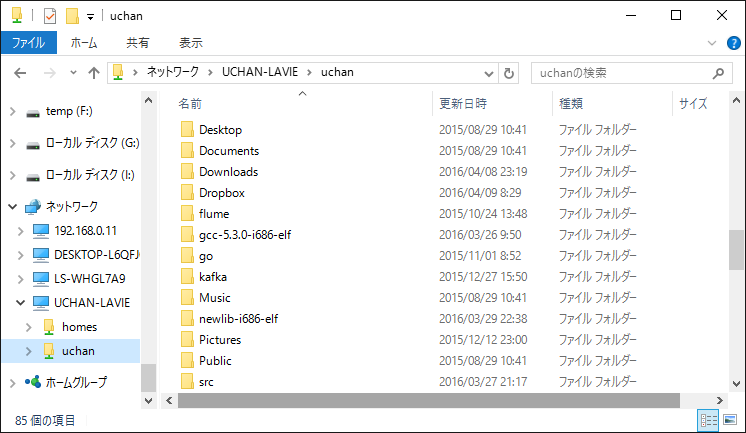 uchan
ファイル ホーム 共有 表示
ネットワーク UCHAN-LAVIE uchan uchanの検索
temp (F:)
ローカル ディスク (G:)
ローカル ディスク (I:)
ネットワーク
192.168.0.11
DESKTOP-L6QFJ
LS-WHGL7A9
UCHAN-LAVIE
homes
uchan
ホームグループ
名前 更新日時 種類 サイズ
Desktop 2015/08/29 10:41 ファイル フォルダー
Documents 2015/08/29 10:41 ファイル フォルダー
Downloads 2016/04/08 23:19 ファイル フォルダー
Dropbox 2016/04/09 8:29 ファイル フォルダー
flume 2015/10/24 13:48 ファイル フォルダー
gcc-5.3.0-i686-elf 2016/03/26 9:50 ファイル フォルダー
go 2015/11/01 8:52 ファイル フォルダー
kafka 2015/12/27 15:50 ファイル フォルダー
Music 2015/08/29 10:41 ファイル フォルダー
newlib-i686-elf 2016/03/29 22:38 ファイル フォルダー
Pictures 2015/12/12 23:00 ファイル フォルダー
Public 2015/08/29 10:41 ファイル フォルダー
src 2016/03/27 21:17 ファイル フォルダー
85 個の項目